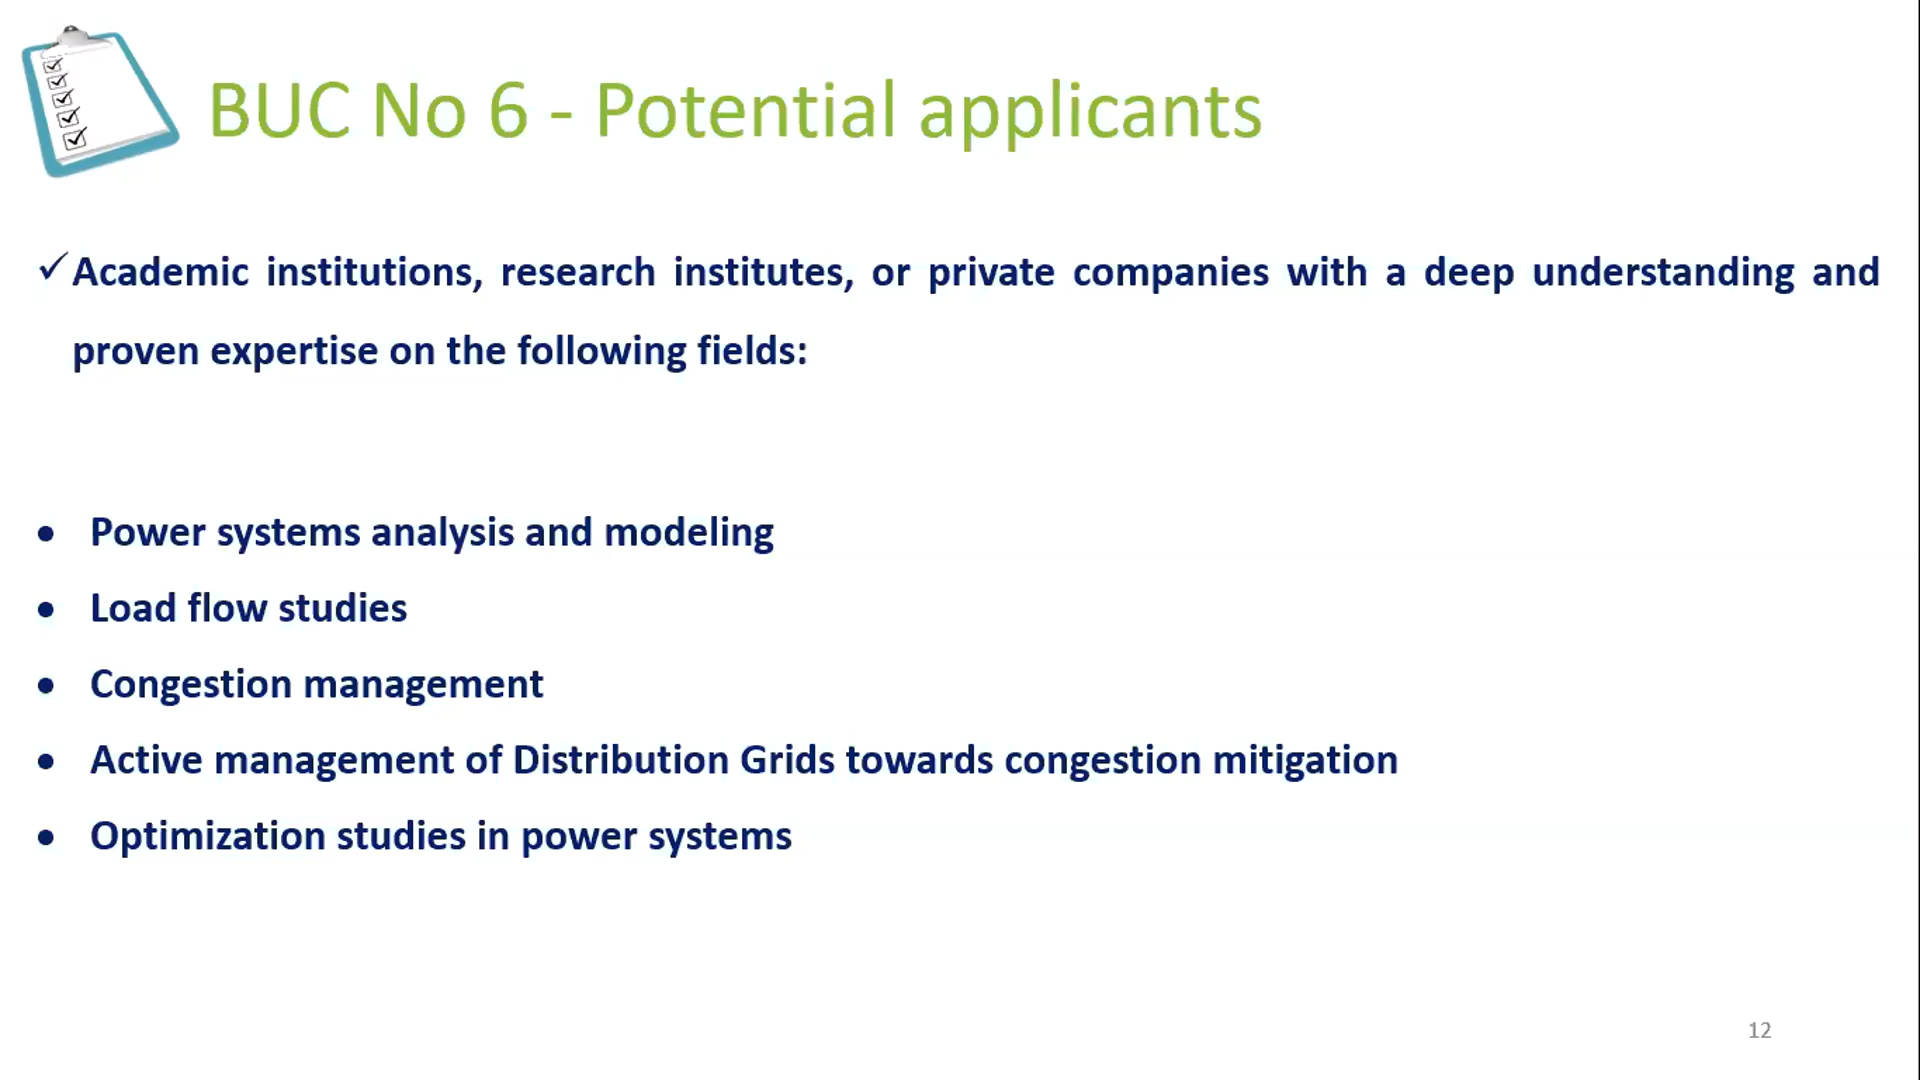 BUC No 6 - Potential applicants
✓Academic institutions, research institutes, or private companies with a deep understanding and
proven expertise on the following fields:
• Power systems analysis and modeling
• Load flow studies
• Congestion management
• Active management of Distribution Grids towards congestion mitigation
• Optimization studies in power systems
12